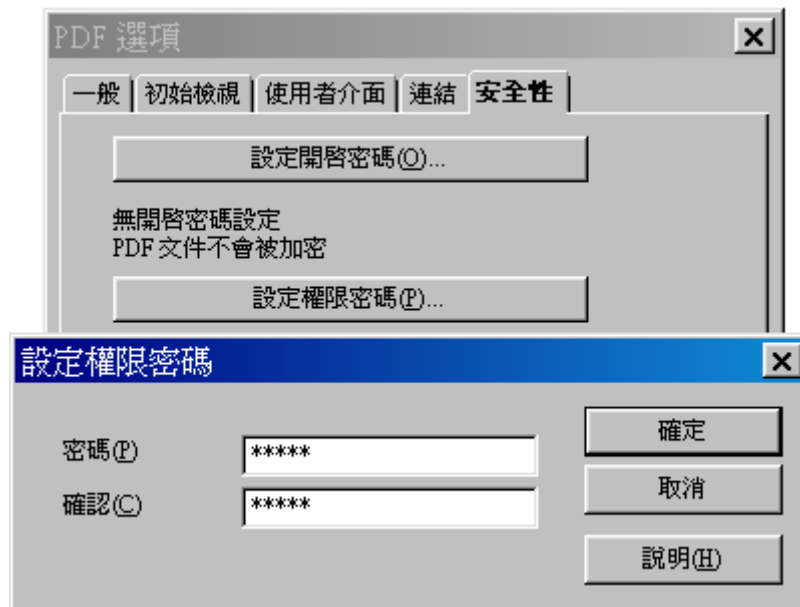 PDF 選項
一般 初始檢視 使用者介面 連結 安全性
設定開啓密碼(O)...
無開啓密碼設定
PDF 文件不會被加密
設定權限密碼(P)...
設定權限密碼
密碼(P) *****
確定
確認(C) *****
取消
說明(H)